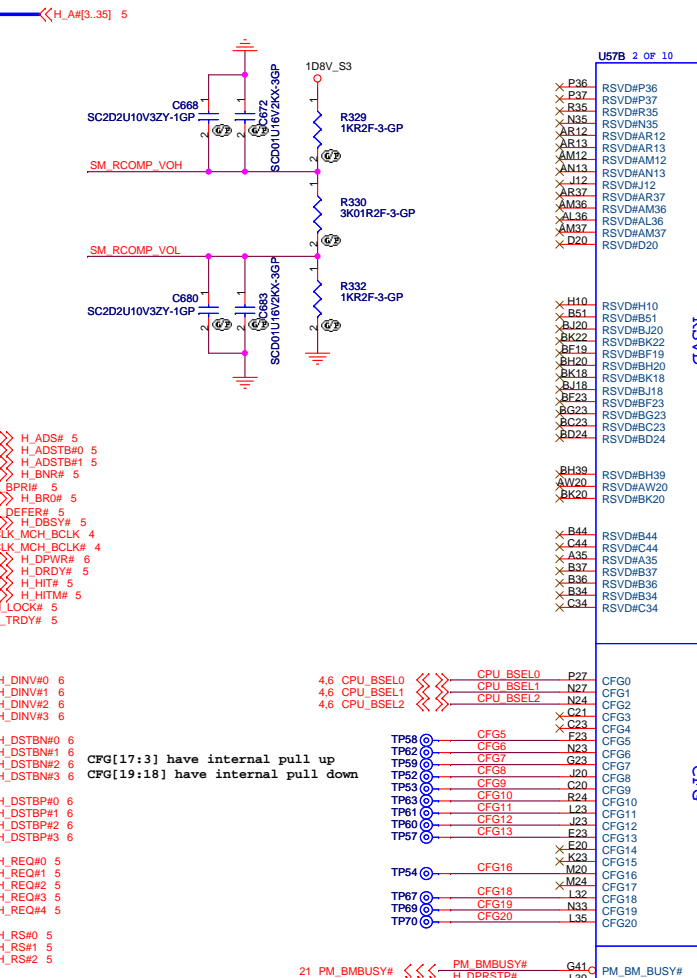 H_A#[3..35] 5
1D8V_S3
C668
SC2D2U10V3ZY-1GP
C672
SCD01U16V2KX-3GP
R329
1KR2F-3-GP
SM_RCOMP_VOH
R330
3K01R2F-3-GP
SM_RCOMP_VOL
C680
SC2D2U10V3ZY-1GP
C683
SCD01U16V2KX-3GP
R332
1KR2F-3-GP
U57B 2 OF 10
P36 RSVD#P36
P37 RSVD#P37
R35 RSVD#R35
N35 RSVD#N35
AR12 RSVD#AR12
AR13 RSVD#AR13
AM12 RSVD#AM12
AN13 RSVD#AN13
J12 RSVD#J12
AR37 RSVD#AR37
AM36 RSVD#AM36
AL36 RSVD#AL36
AM37 RSVD#AM37
D20 RSVD#D20
H10 RSVD#H10
B51 RSVD#B51
BJ20 RSVD#BJ20
BK22 RSVD#BK22
BF19 RSVD#BF19
BH20 RSVD#BH20
BK18 RSVD#BK18
BJ18 RSVD#BJ18
BF23 RSVD#BF23
BG23 RSVD#BG23
BC23 RSVD#BC23
BD24 RSVD#BD24
BH39 RSVD#BH39
AW20 RSVD#AW20
BK20 RSVD#BK20
B44 RSVD#B44
C44 RSVD#C44
A35 RSVD#A35
B37 RSVD#B37
B36 RSVD#B36
B34 RSVD#B34
C34 RSVD#C34
H_ADS# 5
H_ADSTB#0 5
H_ADSTB#1 5
H_BNR# 5
BPRI# 5
H_BR0# 5
DEFER# 5
H_DBSY# 5
LK_MCH_BCLK 4
LK_MCH_BCLK# 4
H_DPWR# 6
H_DRDY# 5
H_HIT# 5
H_HITM# 5
LOCK# 5
_TRDY# 5
H_DINV#0 6
H_DINV#1 6
H_DINV#2 6
H_DINV#3 6
H_DSTBN#0 6
H_DSTBN#1 6
H_DSTBN#2 6
H_DSTBN#3 6
H_DSTBP#0 6
H_DSTBP#1 6
H_DSTBP#2 6
H_DSTBP#3 6
H_REQ#0 5
H_REQ#1 5
H_REQ#2 5
H_REQ#3 5
H_REQ#4 5
H_RS#0 5
H_RS#1 5
H_RS#2 5
CFG[17:3] have internal pull up
CFG[19:18] have internal pull down
4,6 CPU_BSEL0 CPU_BSEL0 P27 CFG0
4,6 CPU_BSEL1 CPU_BSEL1 N27 CFG1
4,6 CPU_BSEL2 CPU_BSEL2 N24 CFG2
C21 CFG3
C23 CFG4
TP58 CFG5 F23 CFG5
TP62 CFG6 N23 CFG6
TP59 CFG7 G23 CFG7
TP52 CFG8 J20 CFG8
TP53 CFG9 C20 CFG9
TP63 CFG10 R24 CFG10
TP61 CFG11 L23 CFG11
TP60 CFG12 J23 CFG12
TP57 CFG13 E23 CFG13
E20 CFG14
K23 CFG15
TP54 CFG16 M20 CFG16
M24 CFG17
TP67 CFG18 L32 CFG18
TP69 CFG19 N33 CFG19
TP70 CFG20 L35 CFG20
21 PM_BMBUSY# PM_BMBUSY# G41 PM_BM_BUSY#
H_DPRSTP# L39